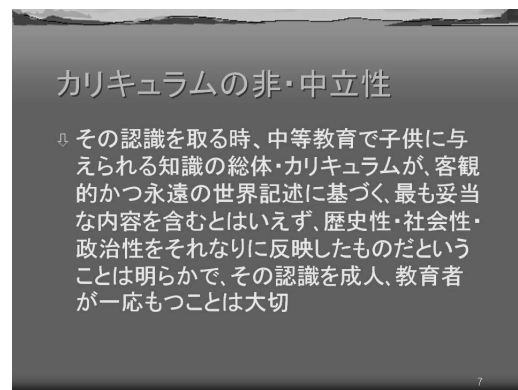 カリキュラムの非・中立性
その認識を取る時、中等教育で子供に与
えられる知識の総体・カリキュラムが、客観
的かつ永遠の世界記述に基づく、最も妥当
な内容を含むとはいえず、歴史性・社会性・
政治性をそれなりに反映したものだという
ことは明らかで、その認識を成人、教育者
が一応もつことは大切
7